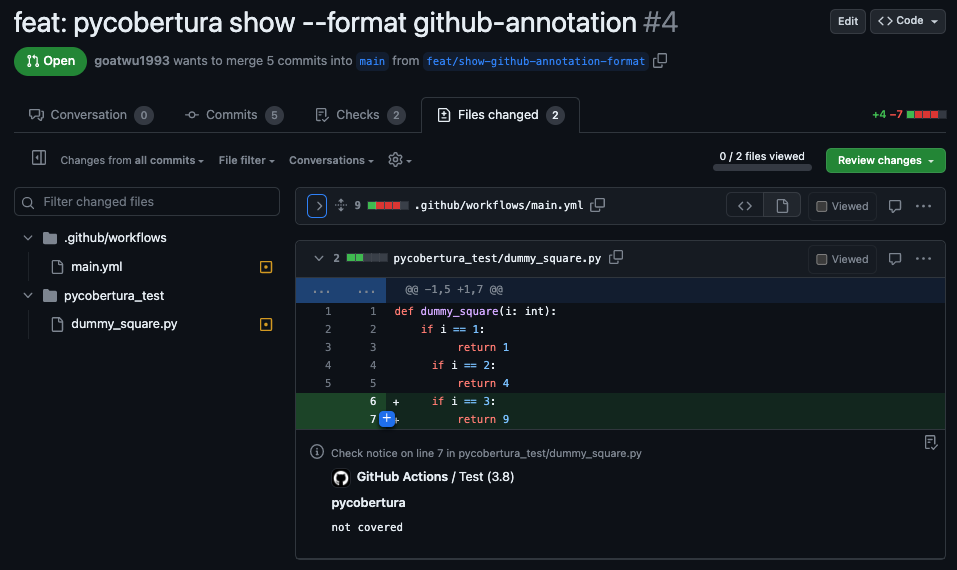 feat: pycobertura show --format github-annotation #4
Edit
Code
Open
goatwu1993 wants to merge 5 commits into main from feat/show-github-annotation-format
Conversation 0
Commits 5
Checks 2
Files changed 2
+4 −7
Changes from all commits
File filter
Conversations
0 / 2 files viewed
Review changes
Filter changed files
.github/workflows
main.yml
pycobertura_test
dummy_square.py
9 .github/workflows/main.yml
Viewed
2 pycobertura_test/dummy_square.py
Viewed
... ... @@ -1,5 +1,7 @@
1 1 def dummy_square(i: int):
2 2 if i == 1:
3 3 return 1
4 4 if i == 2:
5 5 return 4
6 + if i == 3:
7 + return 9
Check notice on line 7 in pycobertura_test/dummy_square.py
GitHub Actions / Test (3.8)
pycobertura
not covered